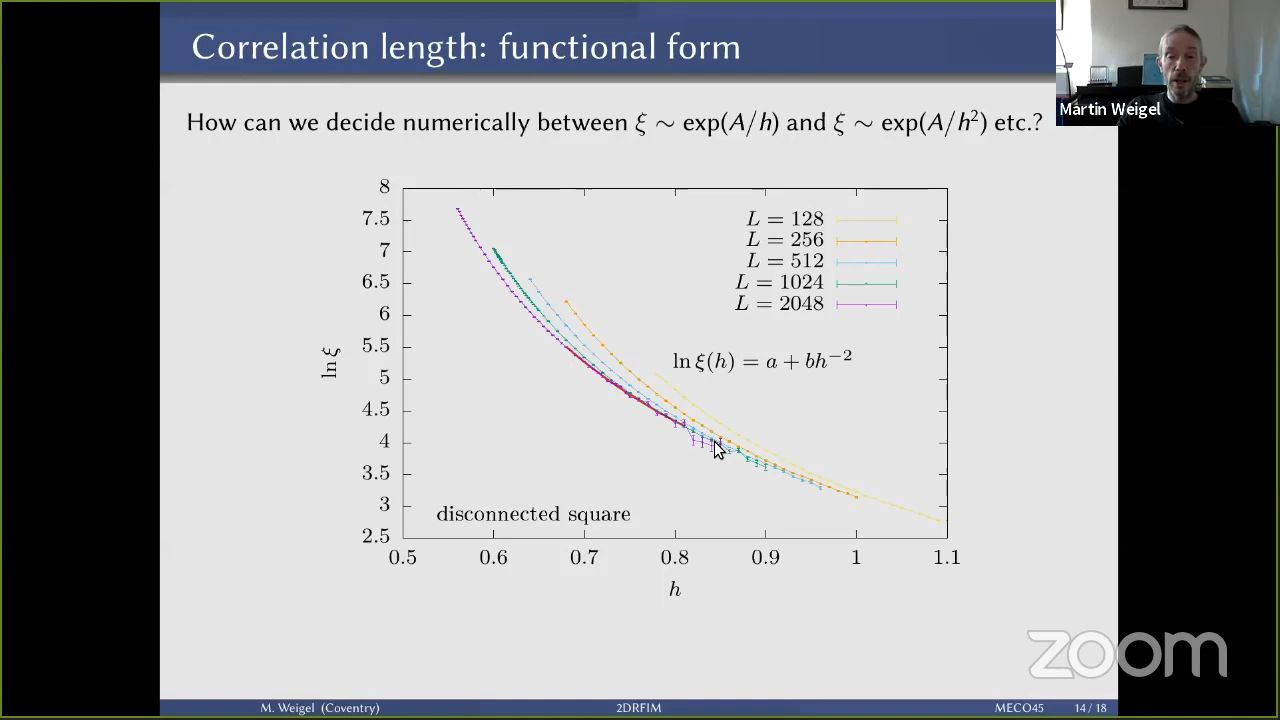 Correlation length: functional form
Martin Weigel
How can we decide numerically between ξ ∼ exp(A/h) and ξ ∼ exp(A/h²) etc.?
8
7.5
7
6.5
6
5.5
5
4.5
4
3.5
3
2.5
ln ξ
L = 128
L = 256
L = 512
L = 1024
L = 2048
ln ξ(h) = a + bh⁻²
disconnected square
0.5 0.6 0.7 0.8 0.9 1 1.1
h
zoom
M. Weigel (Coventry) 2DRFIM MECO45 14 / 18